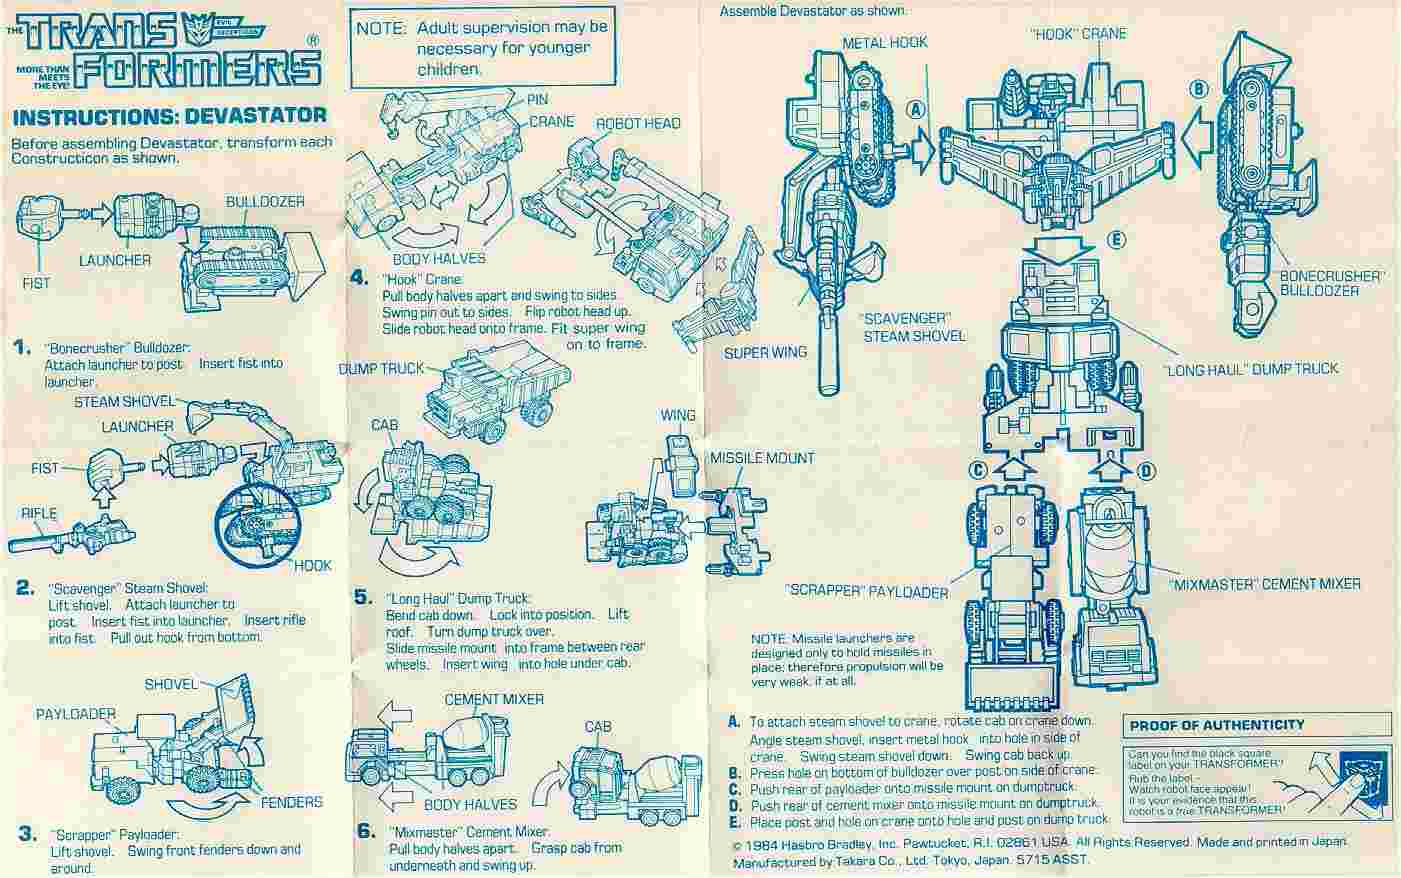 THE TRANSFORMERS
EVIL DECEPTICON
MORE THAN
MEETS
THE EYE!
®
INSTRUCTIONS: DEVASTATOR
Before assembling Devastator, transform each
Constructicon as shown.
BULLDOZER
LAUNCHER
FIST
1. "Bonecrusher" Bulldozer:
Attach launcher to post. Insert fist into
launcher.
STEAM SHOVEL
LAUNCHER
FIST
RIFLE
HOOK
2. "Scavenger" Steam Shovel:
Lift shovel. Attach launcher to
post. Insert fist into launcher. Insert rifle
into fist. Pull out hook from bottom.
SHOVEL
PAYLOADER
FENDERS
3. "Scrapper" Payloader:
Lift shovel. Swing front fenders down and
around.
NOTE: Adult supervision may be
necessary for younger
children.
PIN
CRANE
ROBOT HEAD
BODY HALVES
4. "Hook" Crane:
Pull body halves apart and swing to sides.
Swing pin out to sides. Flip robot head up.
Slide robot head onto frame. Fit super wing
on to frame.
SUPER WING
DUMP TRUCK
CAB
WING
MISSILE MOUNT
5. "Long Haul" Dump Truck:
Bend cab down. Lock into position. Lift
roof. Turn dump truck over.
Slide missile mount into frame between rear
wheels. Insert wing into hole under cab.
CEMENT MIXER
CAB
BODY HALVES
6. "Mixmaster" Cement Mixer:
Pull body halves apart. Grasp cab from
underneath and swing up.
Assemble Devastator as shown.
METAL HOOK
"HOOK" CRANE
A
B
E
"SCAVENGER"
STEAM SHOVEL
BONECRUSHER"
BULLDOZER
"LONG HAUL" DUMP TRUCK
C
D
"SCRAPPER" PAYLOADER
"MIXMASTER" CEMENT MIXER
NOTE: Missile launchers are
designed only to hold missiles in
place; therefore propulsion will be
very weak, if at all.
A. To attach steam shovel to crane, rotate cab on crane down.
Angle steam shovel, insert metal hook into hole in side of
crane. Swing steam shovel down. Swing cab back up.
B. Press hole on bottom of bulldozer over post on side of crane.
C. Push rear of payloader onto missile mount on dumptruck.
D. Push rear of cement mixer onto missile mount on dumptruck.
E. Place post and hole on crane onto hole and post on dump truck.
PROOF OF AUTHENTICITY
Can you find the black square
label on your TRANSFORMER?
Rub the label -
Watch robot face appear!
It is your evidence that this
robot is a true TRANSFORMER!
© 1984 Hasbro Bradley, Inc. Pawtucket, R.I. 02861 USA. All Rights Reserved. Made and printed in Japan.
Manufactured by Takara Co., Ltd. Tokyo, Japan. 5715 ASST.